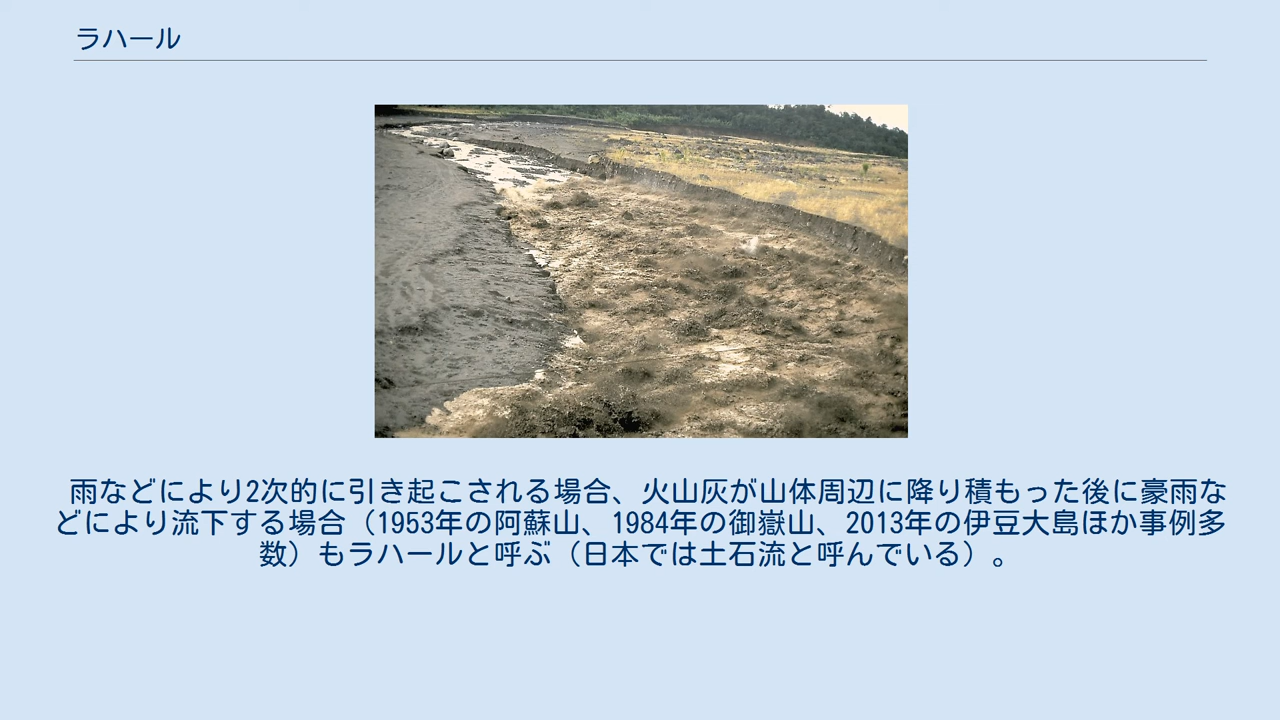 ラハール
雨などにより2次的に引き起こされる場合、火山灰が山体周辺に降り積もった後に豪雨な
どにより流下する場合（1953年の阿蘇山、1984年の御嶽山、2013年の伊豆大島ほか事例多
数）もラハールと呼ぶ（日本では土石流と呼んでいる）。